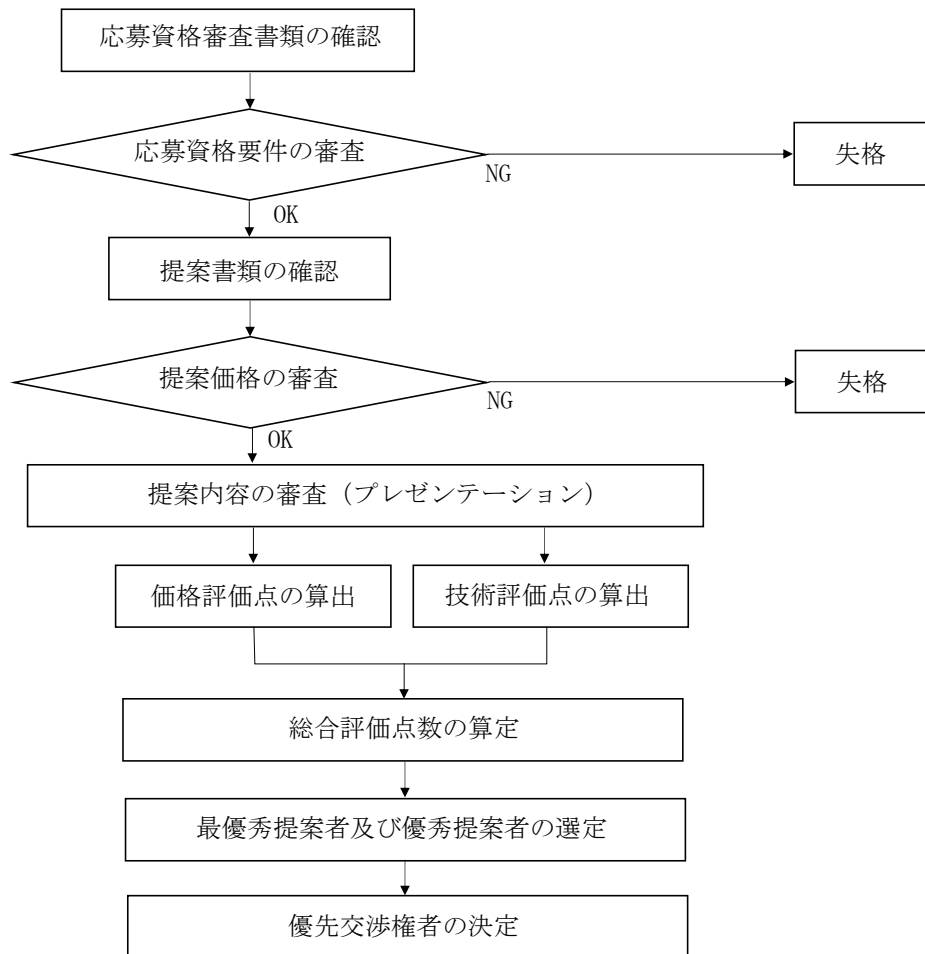 応募資格審査書類の確認
応募資格要件の審査
失格
NG
OK
提案書類の確認
提案価格の審査
失格
NG
OK
提案内容の審査（プレゼンテーション）
価格評価点の算出
技術評価点の算出
総合評価点数の算定
最優秀提案者及び優秀提案者の選定
優先交渉権者の決定